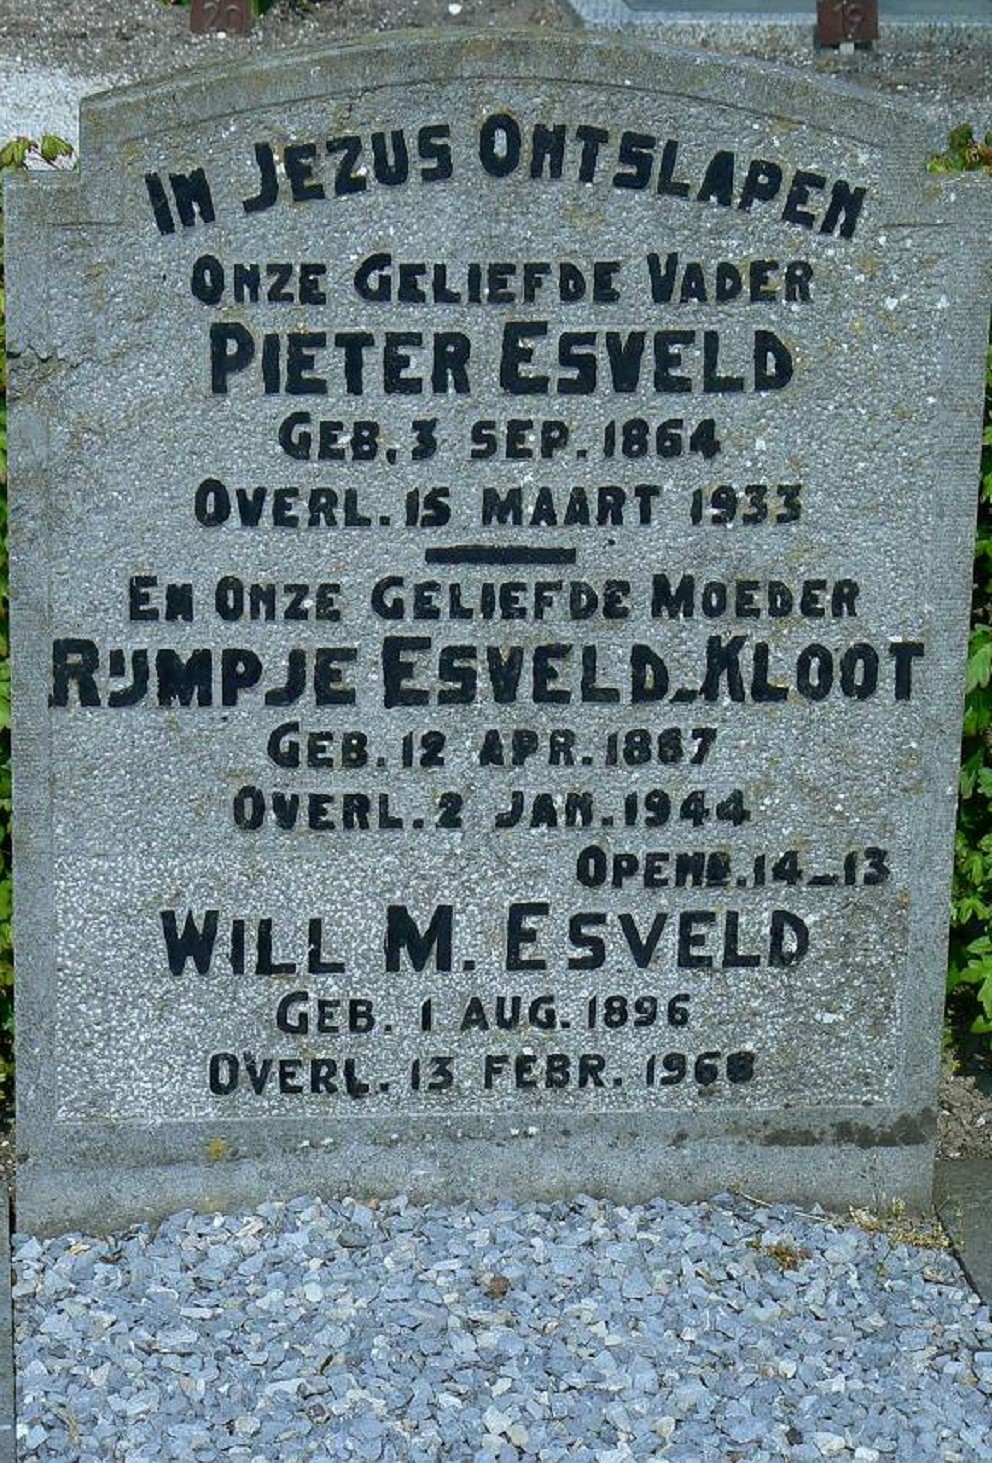 20
19
IN JEZUS ONTSLAPEN
ONZE GELIEFDE VADER
PIETER ESVELD
GEB. 3 SEP. 1864
OVERL. 15 MAART 1933
EN ONZE GELIEFDE MOEDER
RIJMPJE ESVELD-KLOOT
GEB. 12 APR. 1867
OVERL. 2 JAN. 1944
OPENB. 14-13
WILL M. ESVELD
GEB. 1 AUG. 1896
OVERL. 13 FEBR. 1968